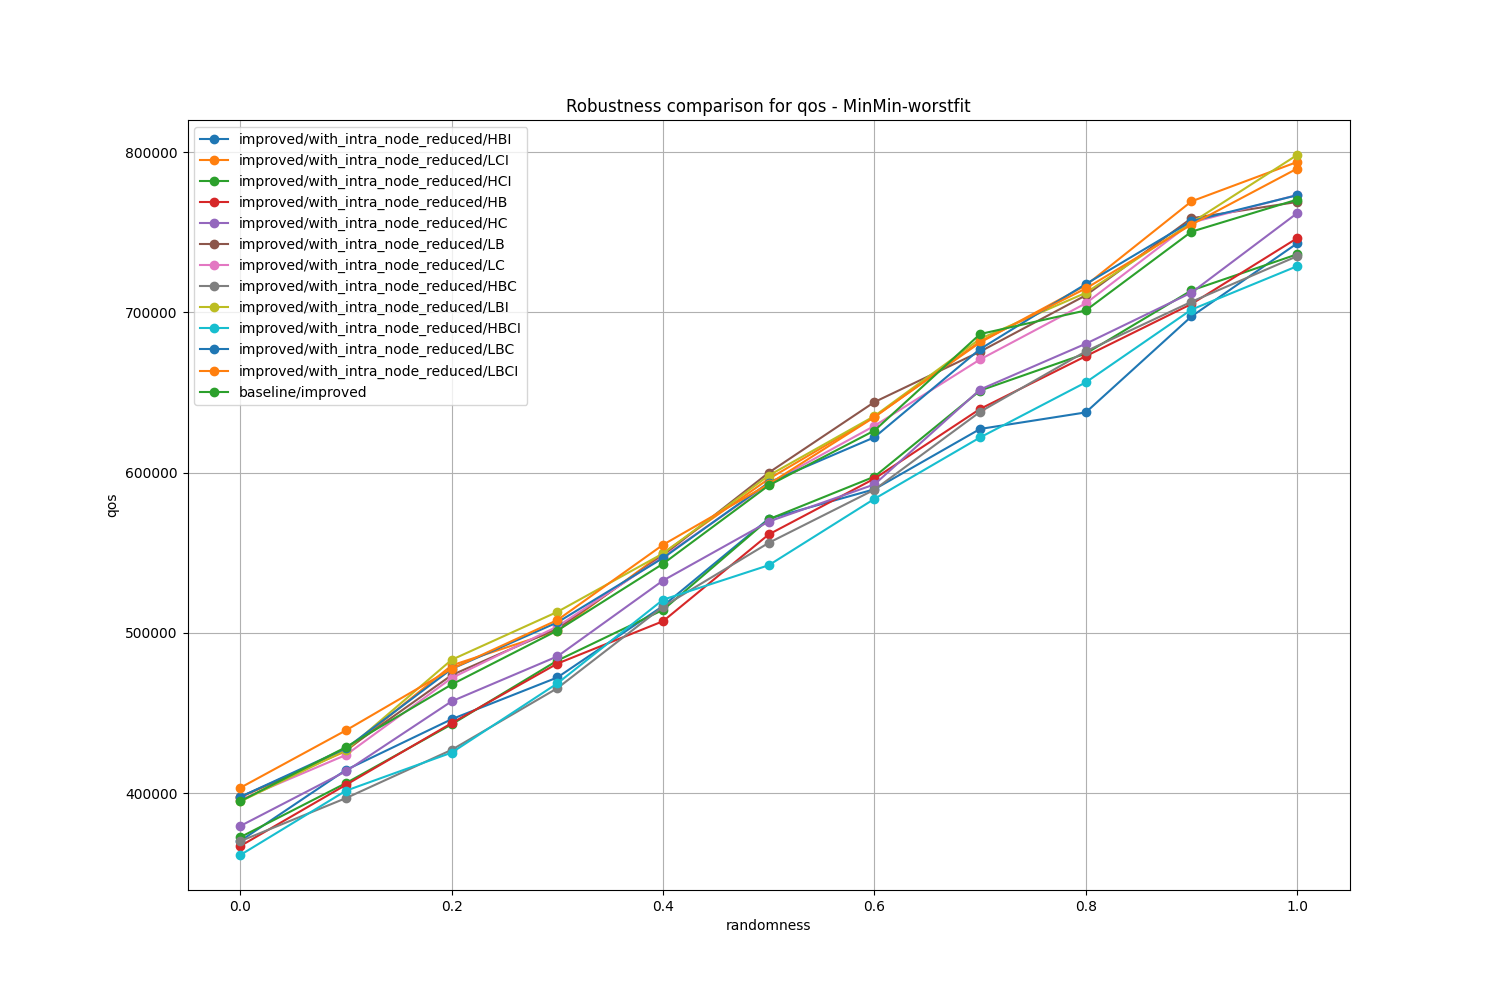 Robustness comparison for qos - MinMin-worstfit
improved/with_intra_node_reduced/HBI
improved/with_intra_node_reduced/LCI
improved/with_intra_node_reduced/HCI
improved/with_intra_node_reduced/HB
improved/with_intra_node_reduced/HC
improved/with_intra_node_reduced/LB
improved/with_intra_node_reduced/LC
improved/with_intra_node_reduced/HBC
improved/with_intra_node_reduced/LBI
improved/with_intra_node_reduced/HBCI
improved/with_intra_node_reduced/LBC
improved/with_intra_node_reduced/LBCI
baseline/improved
800000
700000
600000
500000
400000
qos
0.0 0.2 0.4 0.6 0.8 1.0
randomness